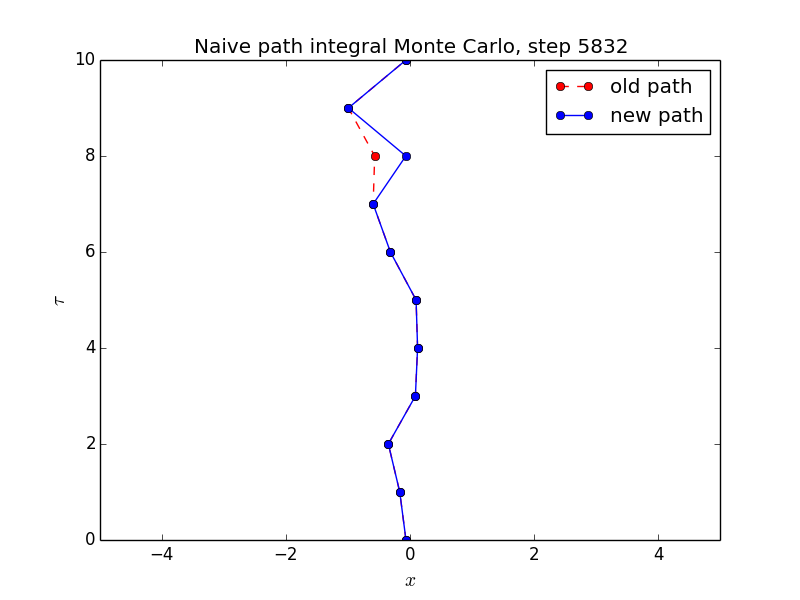 Naive path integral Monte Carlo, step 5832
old path
new path
10
8
6
4
2
0
τ
−4 −2 0 2 4
x